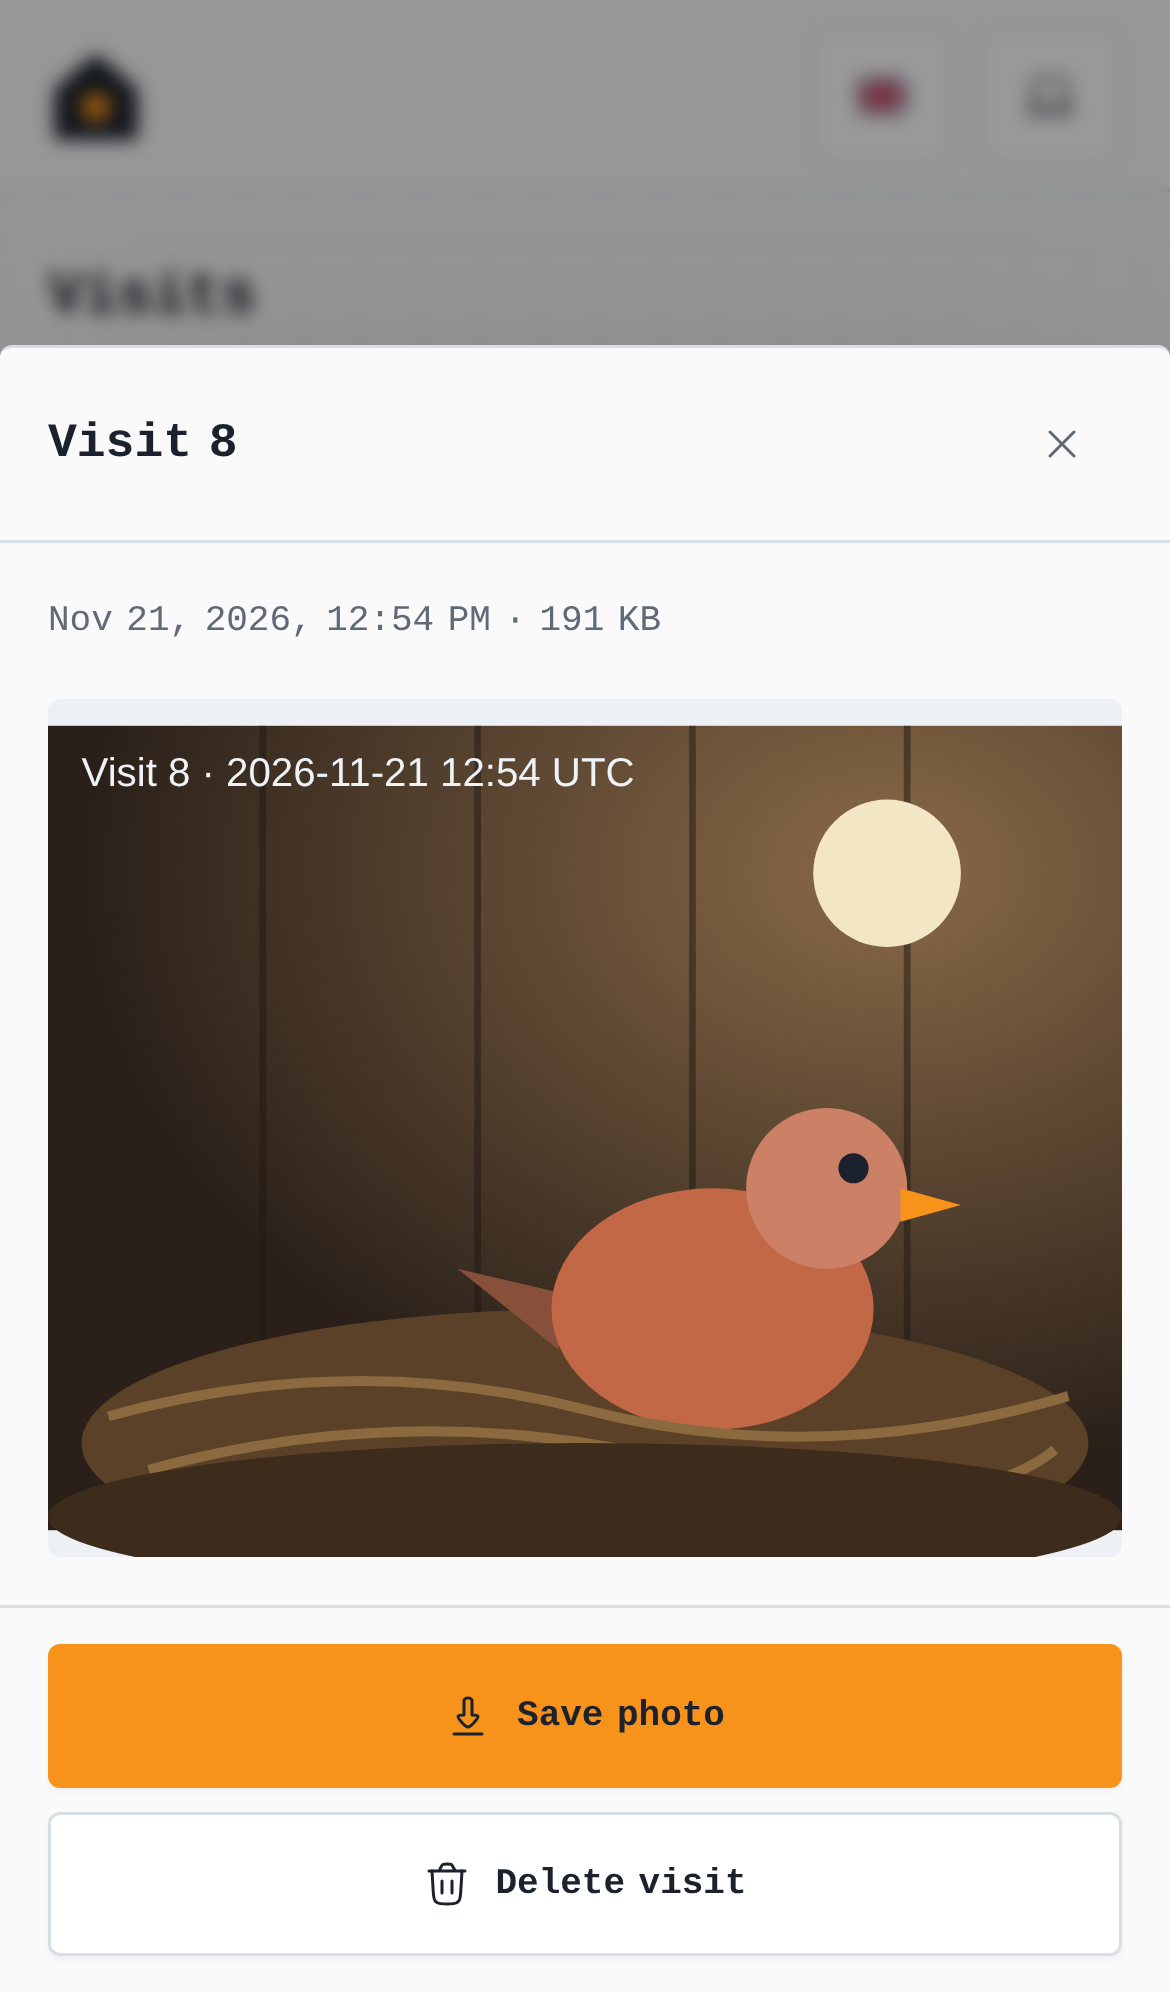 Visits
Visit 8
Nov 21, 2026, 12:54 PM · 191 KB
Visit 8 · 2026-11-21 12:54 UTC
Save photo
Delete visit